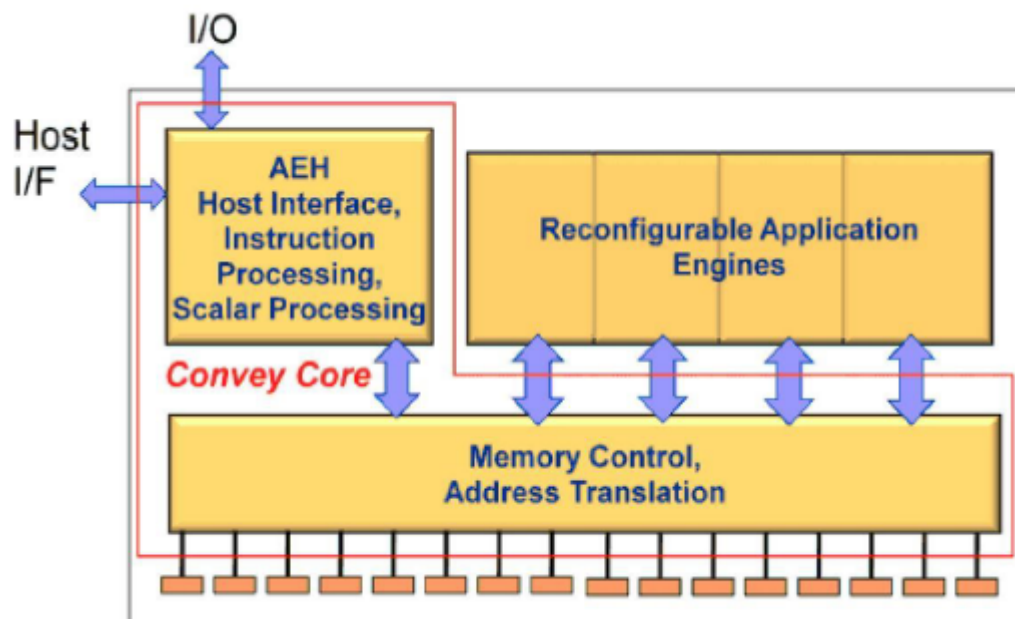 I/O
Host
I/F
AEH
Host Interface,
Instruction
Processing,
Scalar Processing
Reconfigurable Application
Engines
Convey Core
Memory Control,
Address Translation